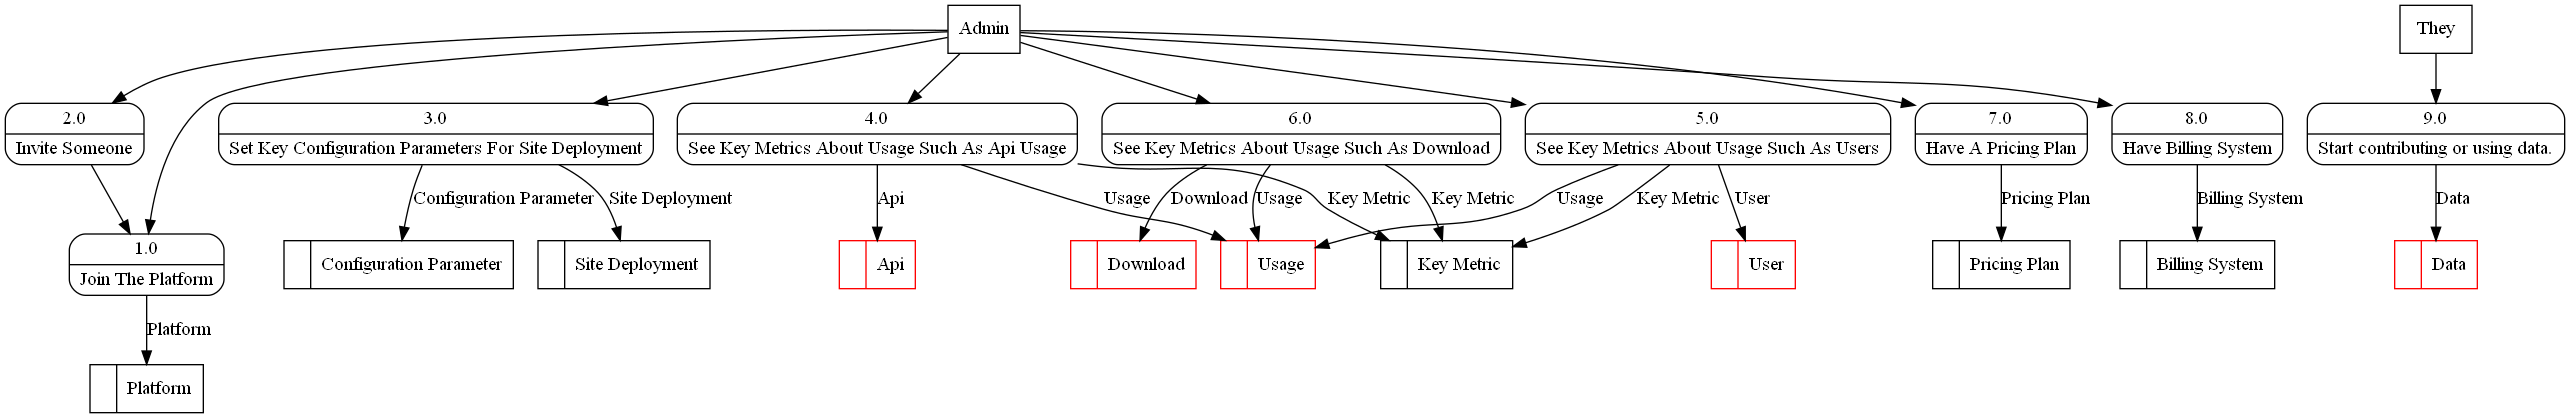 Admin
They
2.0
Invite Someone
3.0
Set Key Configuration Parameters For Site Deployment
4.0
See Key Metrics About Usage Such As Api Usage
6.0
See Key Metrics About Usage Such As Download
5.0
See Key Metrics About Usage Such As Users
7.0
Have A Pricing Plan
8.0
Have Billing System
9.0
Start contributing or using data.
Configuration Parameter
Site Deployment
Api
Usage
Download
Usage
Key Metric
Key Metric
Usage
Key Metric
User
Pricing Plan
Billing System
Data
1.0
Join The Platform
Configuration Parameter
Site Deployment
Api
Download
Usage
Key Metric
User
Pricing Plan
Billing System
Data
Platform
Platform